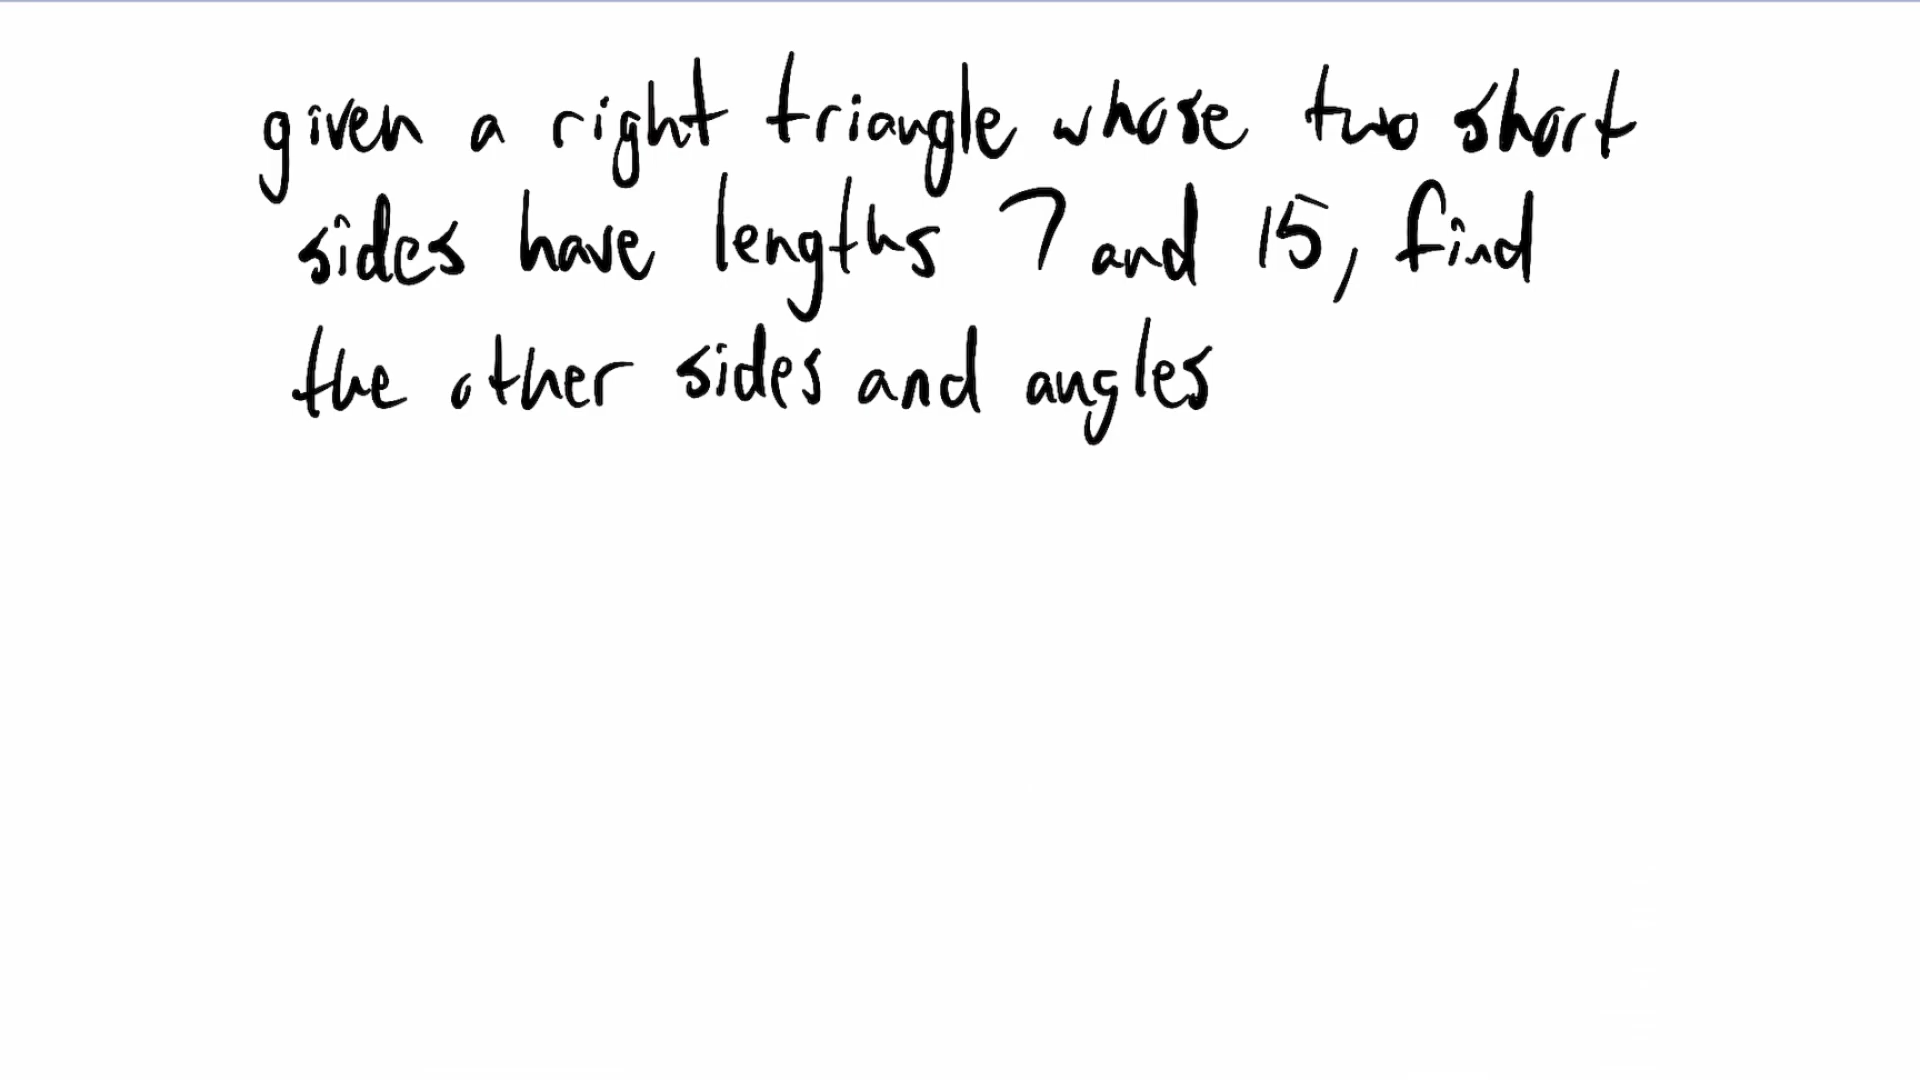 given a right triangle whose two short
sides have lengths 7 and 15, find
the other sides and angles